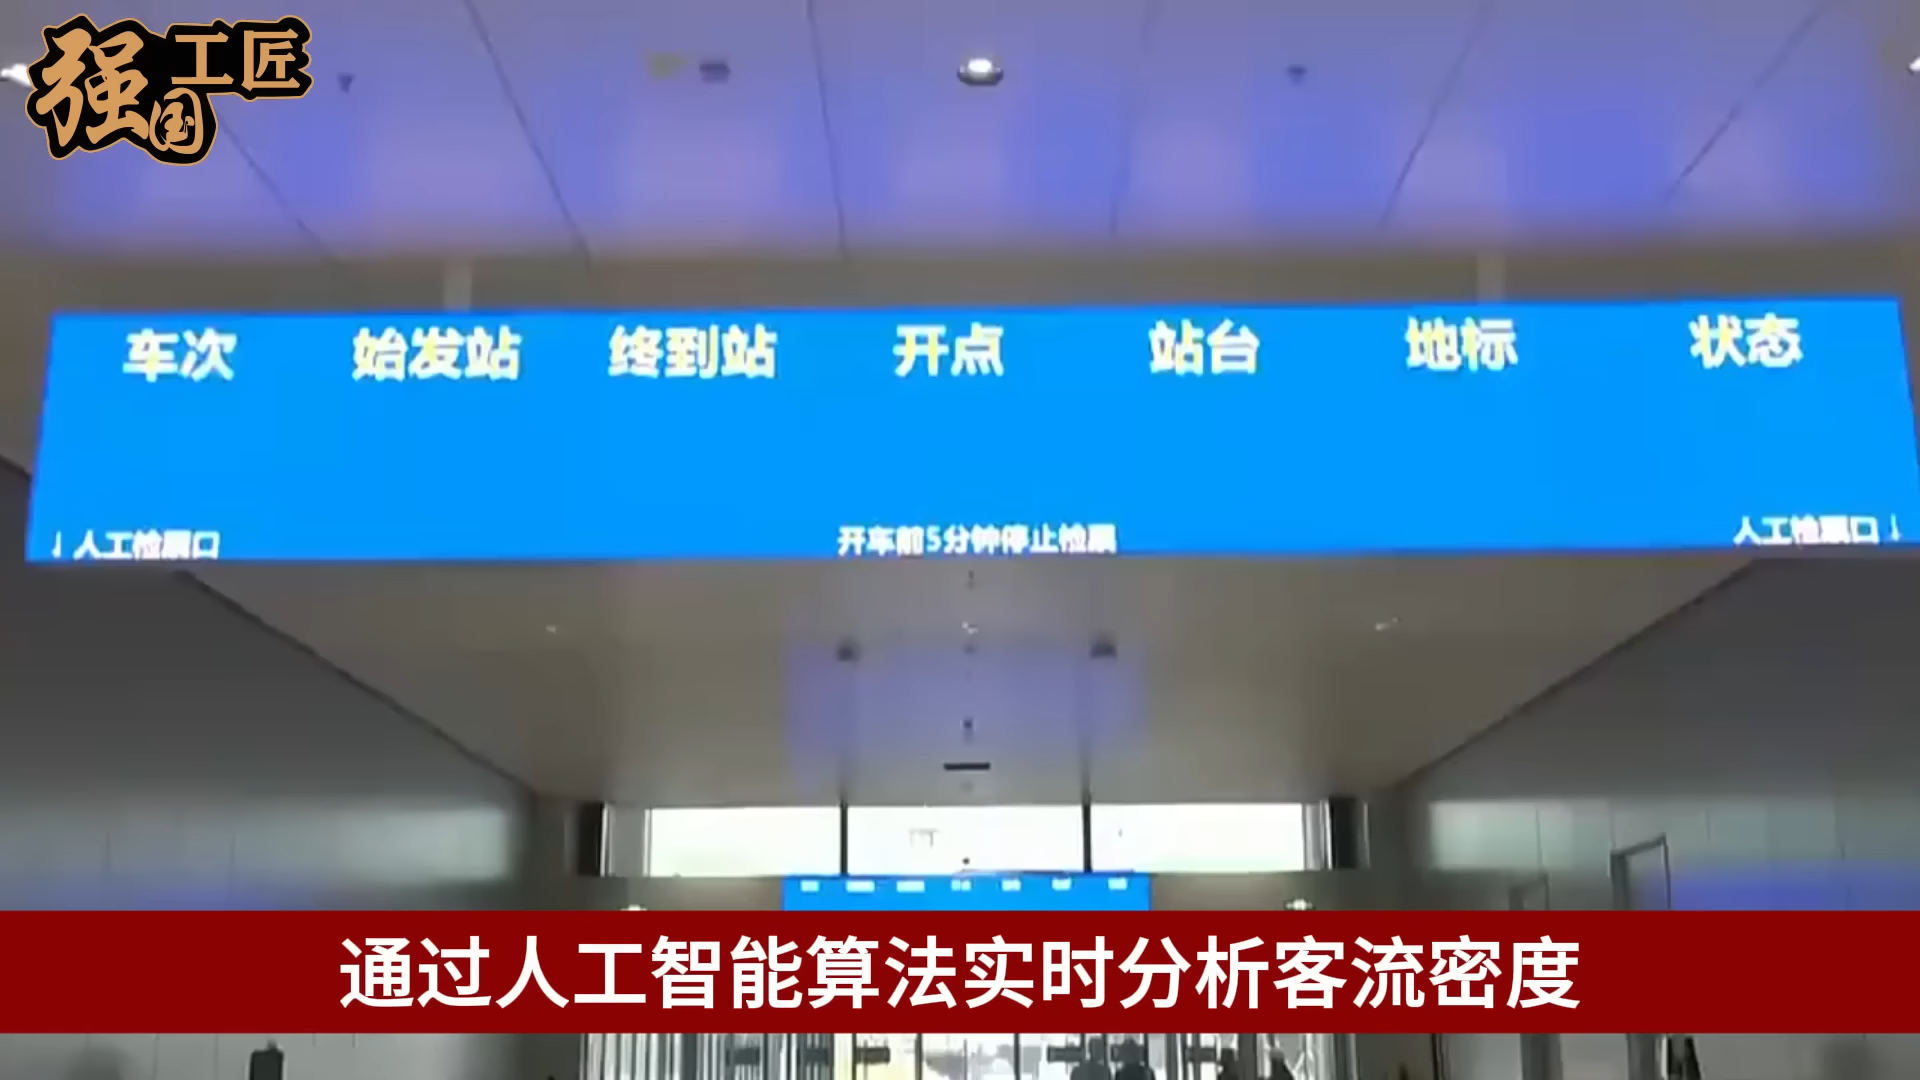 强国工匠
车次 始发站 终到站 开点 站台 地标 状态
↓人工检票口 开车前5分钟停止检票 人工检票口↓
通过人工智能算法实时分析客流密度